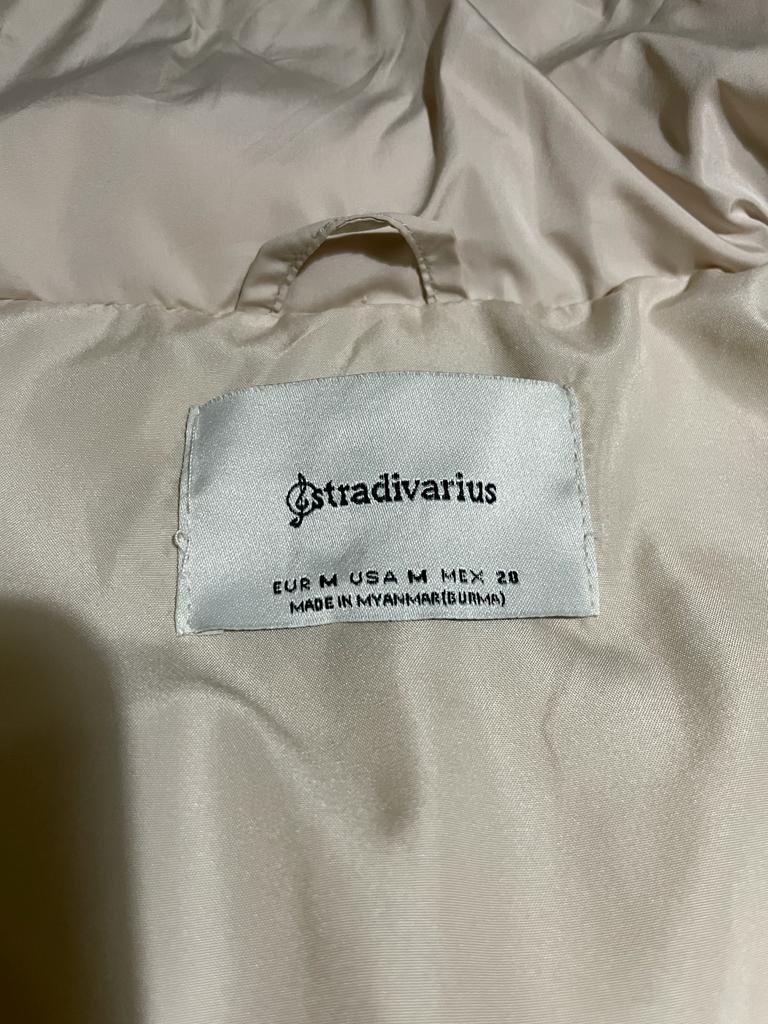 stradivarius
EUR M USA M MEX 28
MADE IN MYANMAR(BURMA)